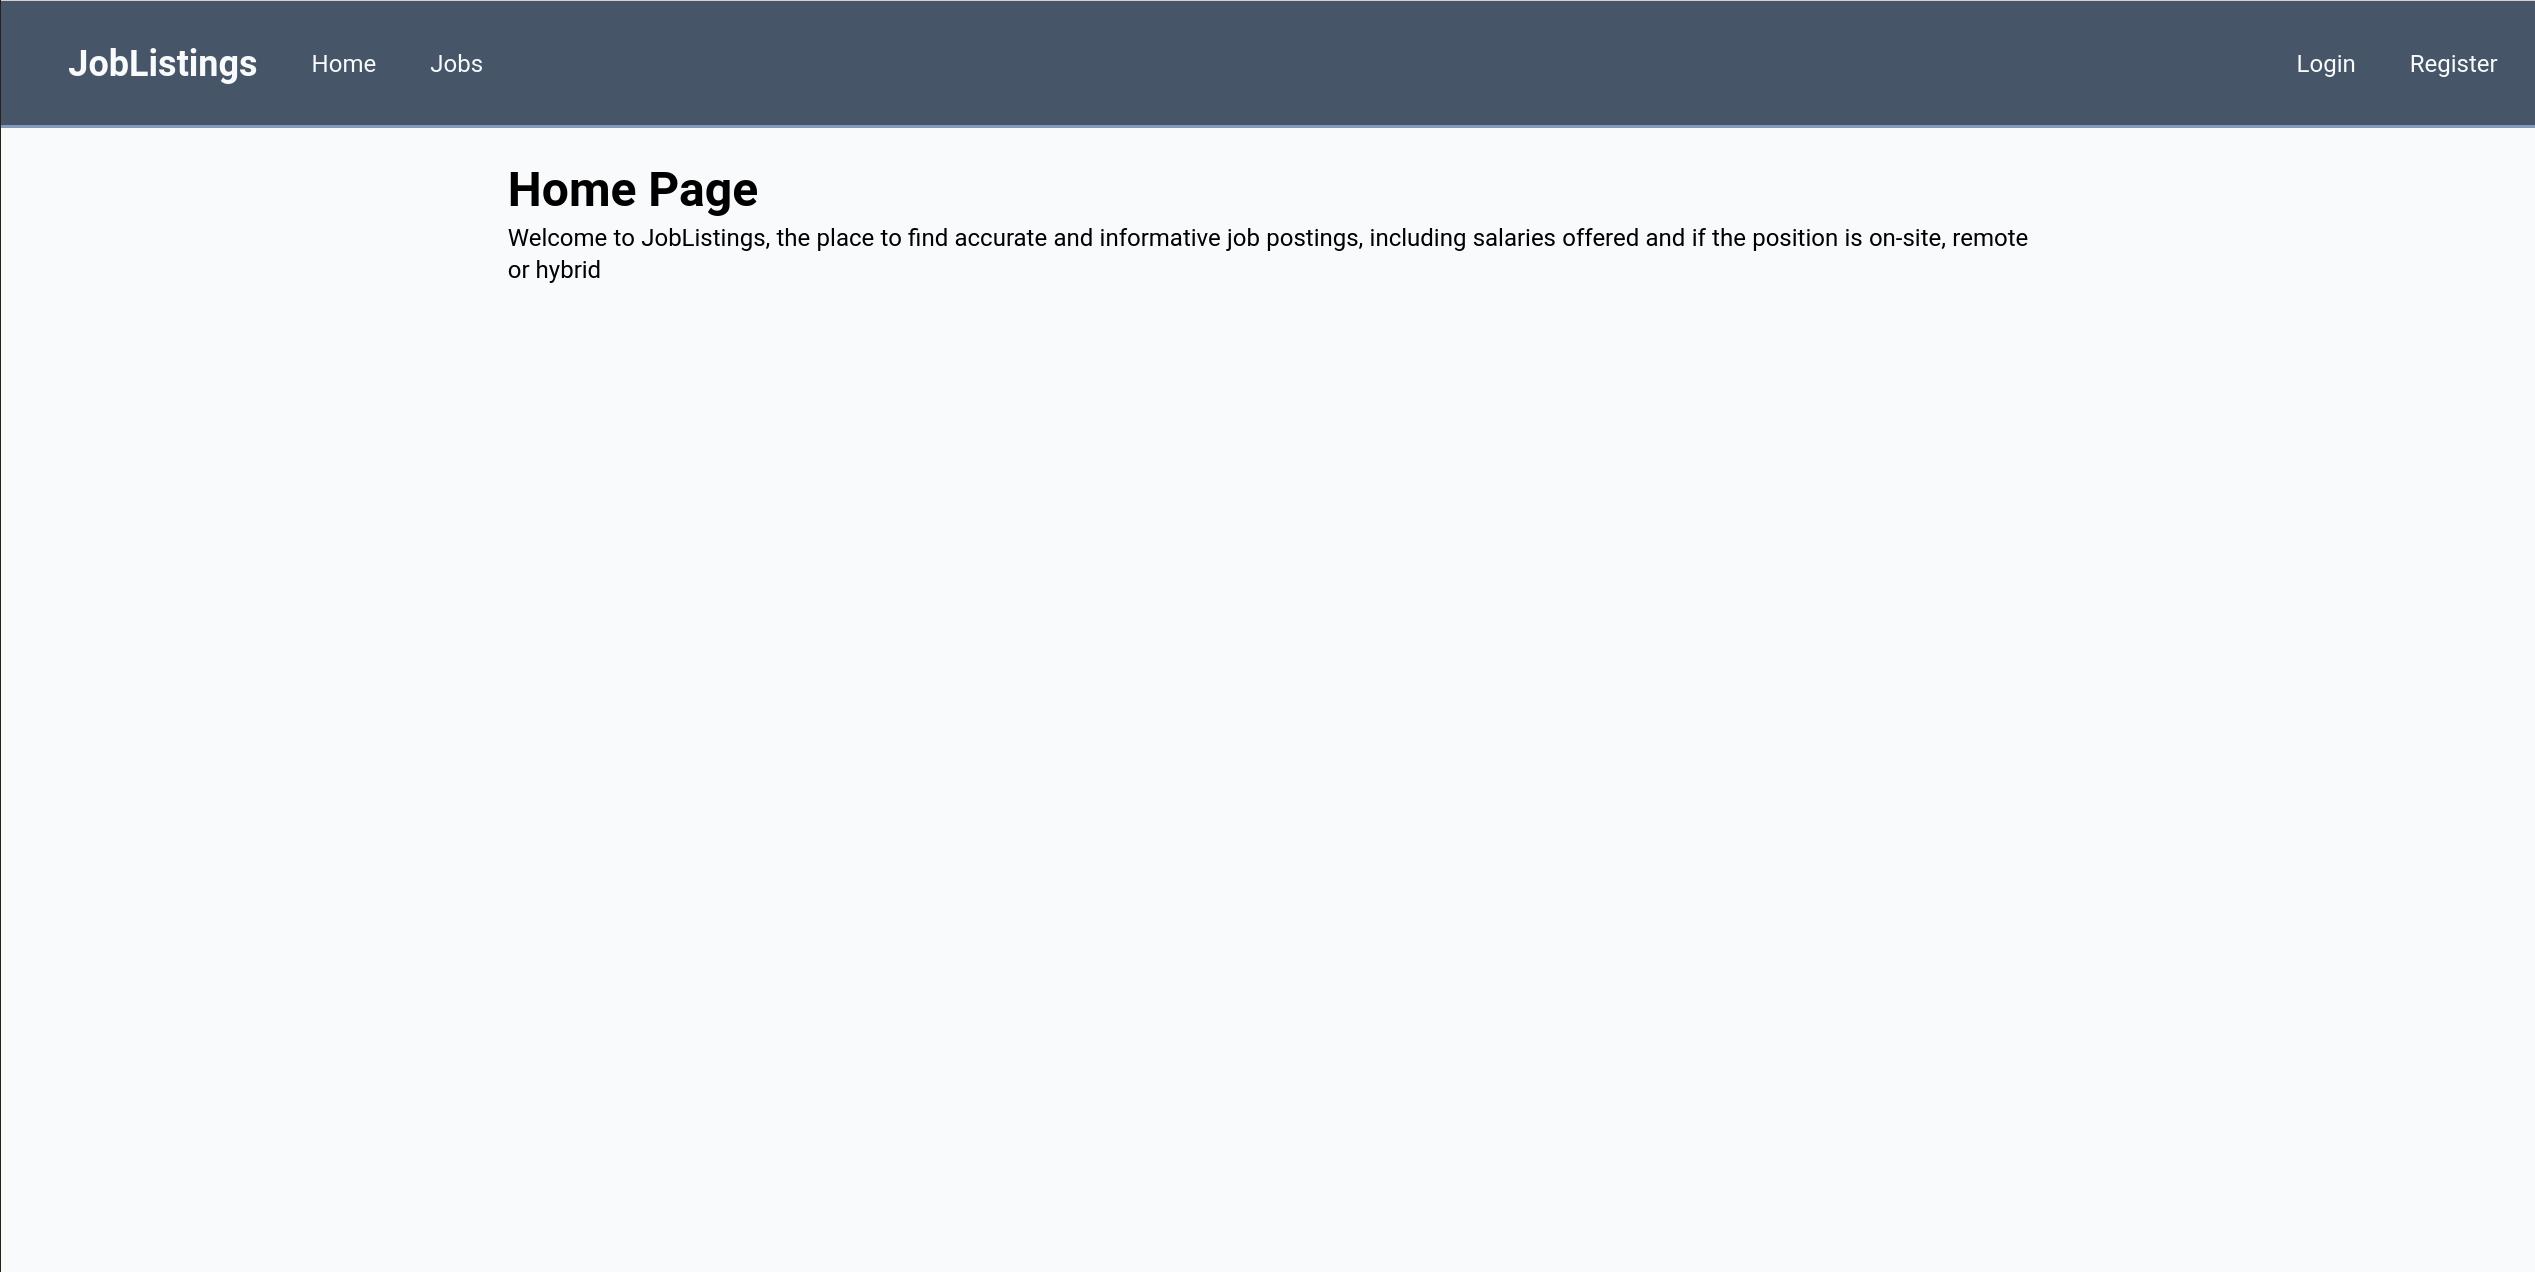 JobListings Home Jobs Login Register
Home Page
Welcome to JobListings, the place to find accurate and informative job postings, including salaries offered and if the position is on-site, remote
or hybrid